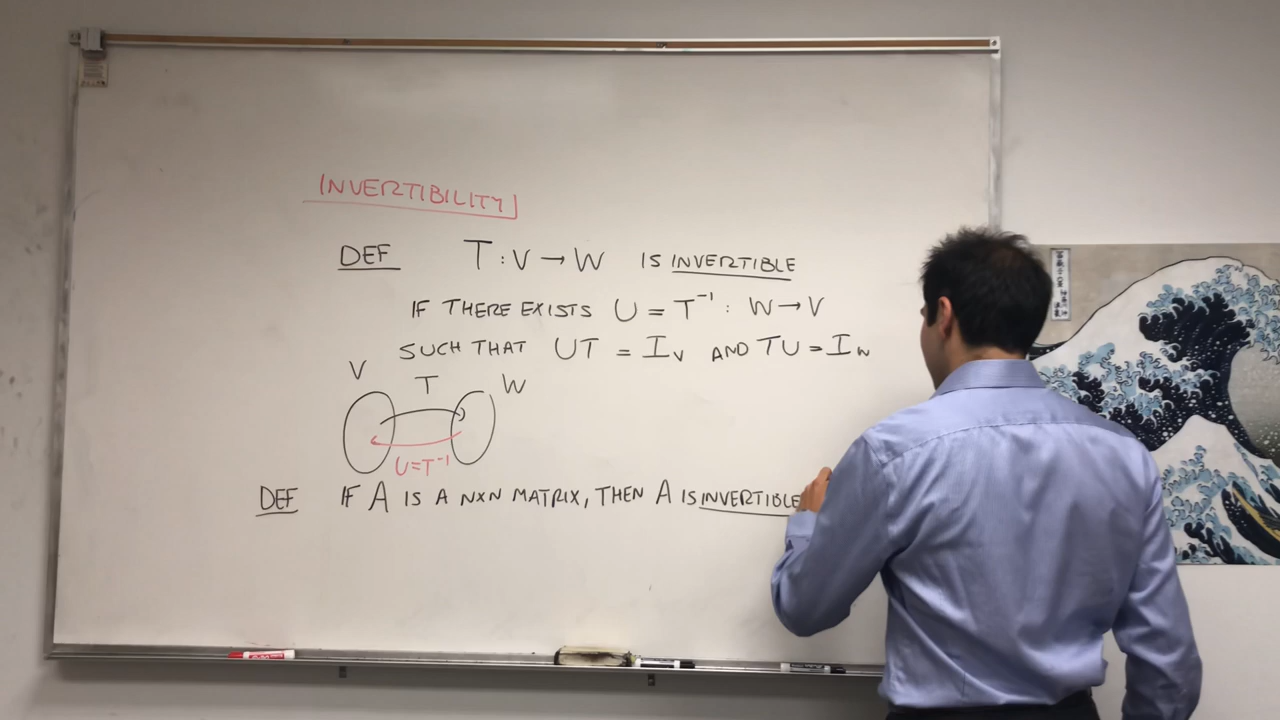 INVERTIBILITY
DEF T : V → W IS INVERTIBLE
IF THERE EXISTS U = T⁻¹ : W → V
SUCH THAT UT = I_V AND TU = I_W
V T W
U=T⁻¹
DEF IF A IS A NXN MATRIX, THEN A IS INVERTIBLE